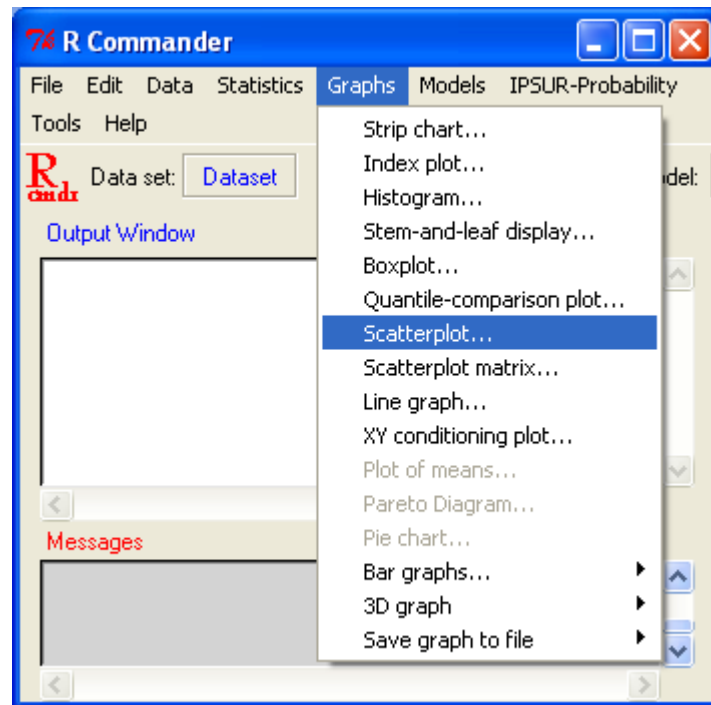 R Commander
File Edit Data Statistics Graphs Models IPSUR-Probability
Tools Help
R cmdr Data set: Dataset del:
Output Window
Strip chart...
Index plot...
Histogram...
Stem-and-leaf display...
Boxplot...
Quantile-comparison plot...
Scatterplot...
Scatterplot matrix...
Line graph...
XY conditioning plot...
Plot of means...
Pareto Diagram...
Pie chart...
Bar graphs...
3D graph
Save graph to file
Messages